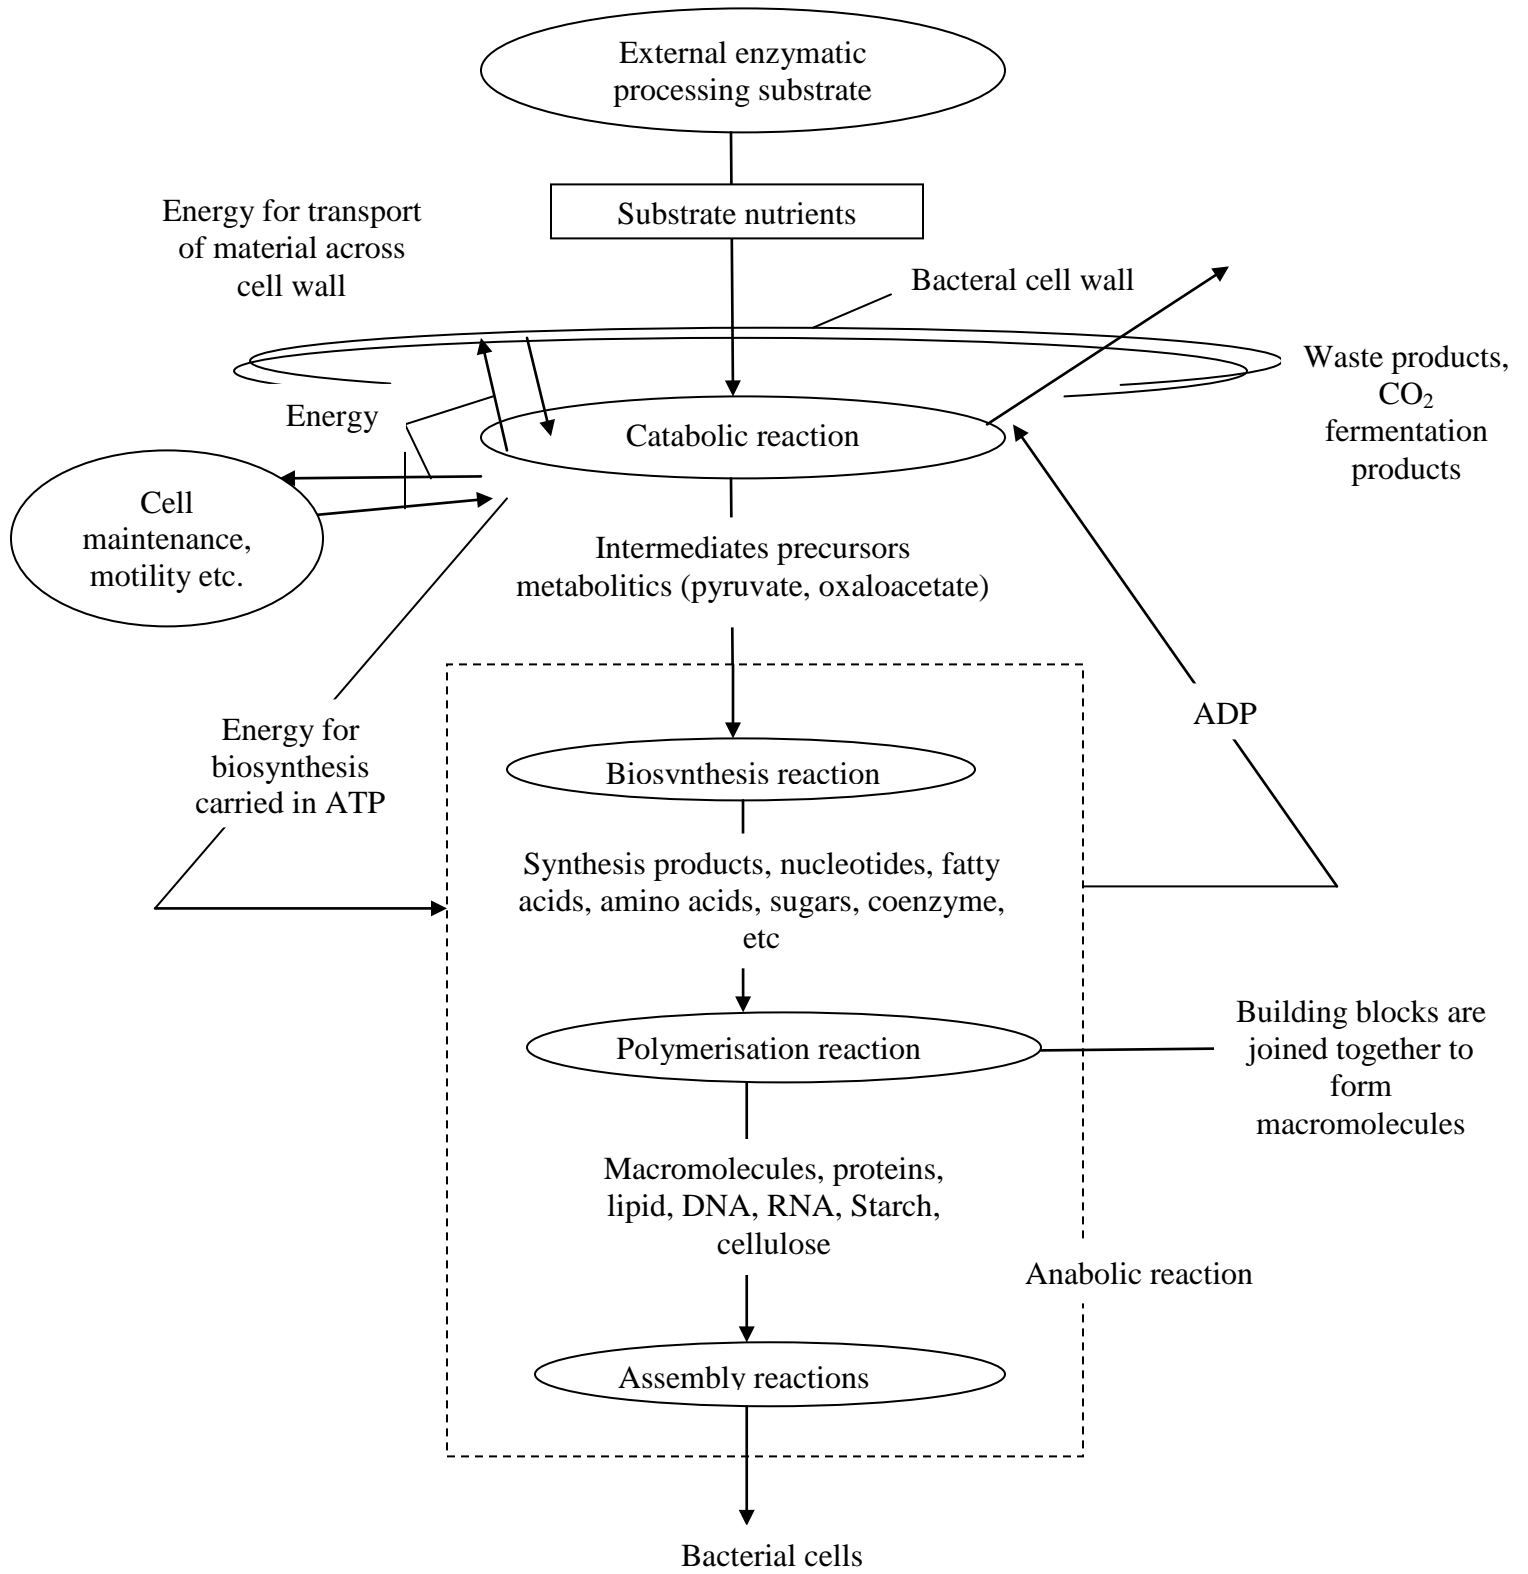 External enzymatic
processing substrate
Energy for transport
of material across
cell wall
Substrate nutrients
Bacteral cell wall
Waste products,
CO₂
fermentation
products
Energy
Catabolic reaction
Cell
maintenance,
motility etc.
Intermediates precursors
metabolitics (pyruvate, oxaloacetate)
Energy for
biosynthesis
carried in ATP
ADP
Biosynthesis reaction
Synthesis products, nucleotides, fatty
acids, amino acids, sugars, coenzyme,
etc
Polymerisation reaction
Building blocks are
joined together to
form
macromolecules
Macromolecules, proteins,
lipid, DNA, RNA, Starch,
cellulose
Anabolic reaction
Assembly reactions
Bacterial cells